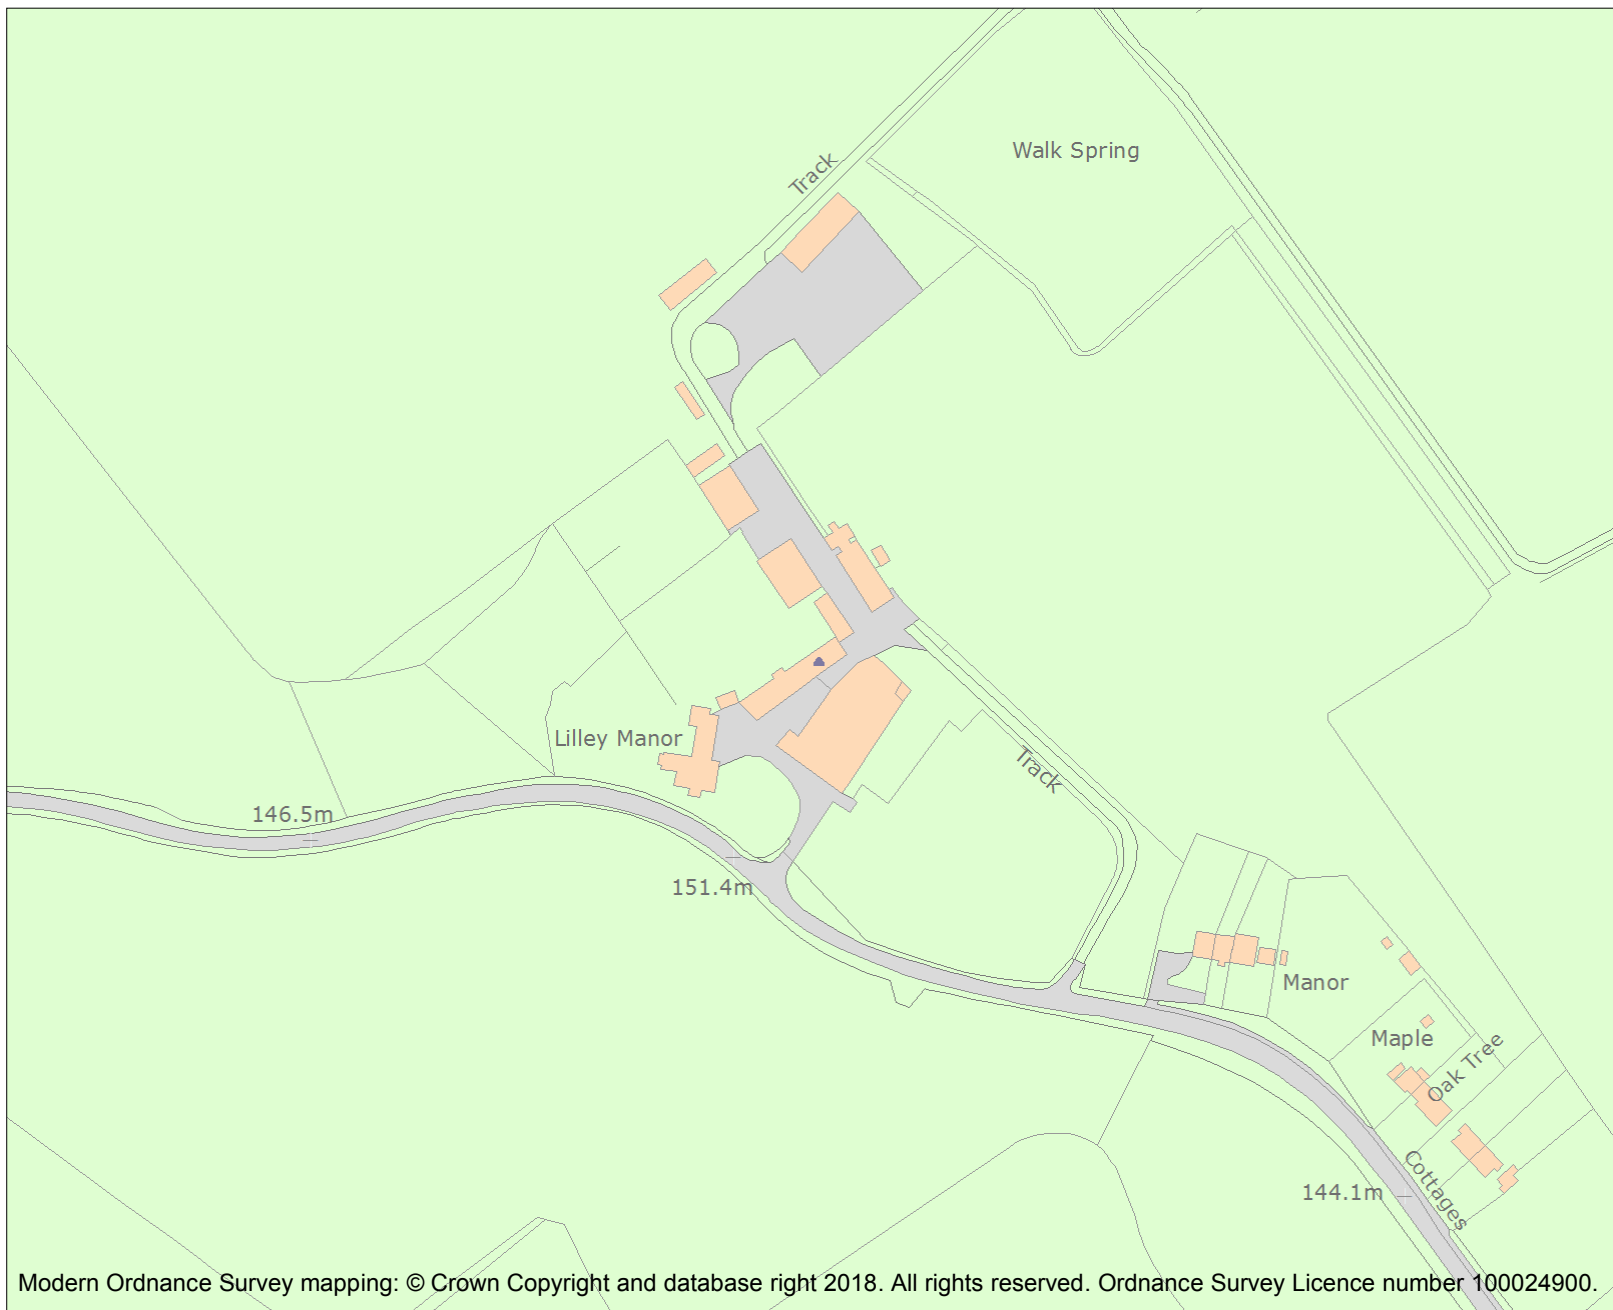 Walk Spring
Track
Lilley Manor
Track
146.5m
151.4m
Manor
Maple
Oak Tree
Cottages
144.1m
Modern Ordnance Survey mapping: © Crown Copyright and database right 2018. All rights reserved. Ordnance Survey Licence number 100024900.